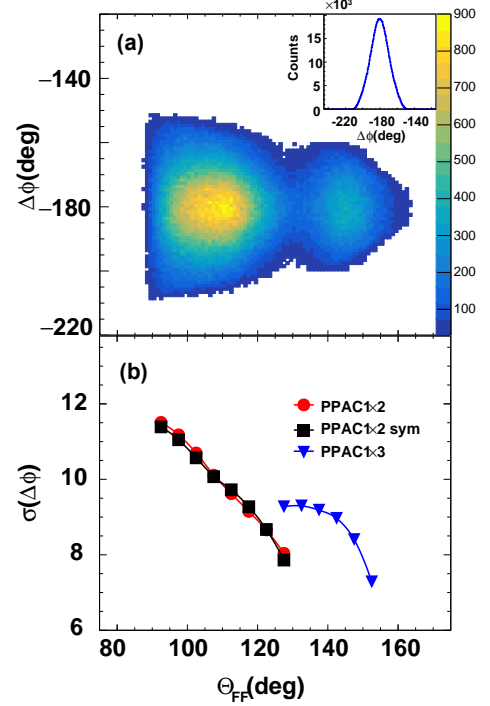 (a)
×10³
15
10
5
0
Counts
-240 -180 -120
Δϕ(deg)
900
800
700
600
500
400
300
200
100
−140
−180
−220
Δϕ(deg)
(b)
PPAC1×2
PPAC1×2 sym
PPAC1×3
12
10
8
6
σ(Δϕ)
80 100 120 140 160
Θ_FF(deg)